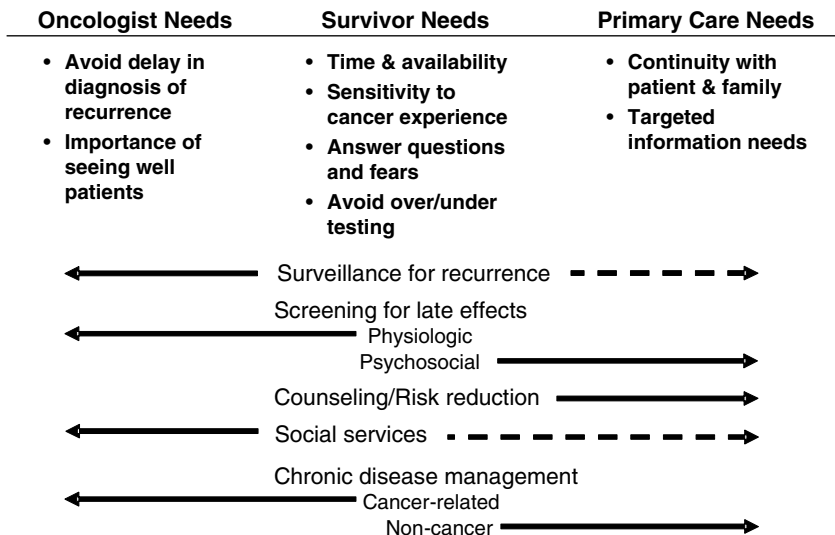 Oncologist Needs
Survivor Needs
Primary Care Needs
• Avoid delay in
diagnosis of
recurrence
• Importance of
seeing well
patients
• Time & availability
• Sensitivity to
cancer experience
• Answer questions
and fears
• Avoid over/under
testing
• Continuity with
patient & family
• Targeted
information needs
Surveillance for recurrence
Screening for late effects
Physiologic
Psychosocial
Counseling/Risk reduction
Social services
Chronic disease management
Cancer-related
Non-cancer